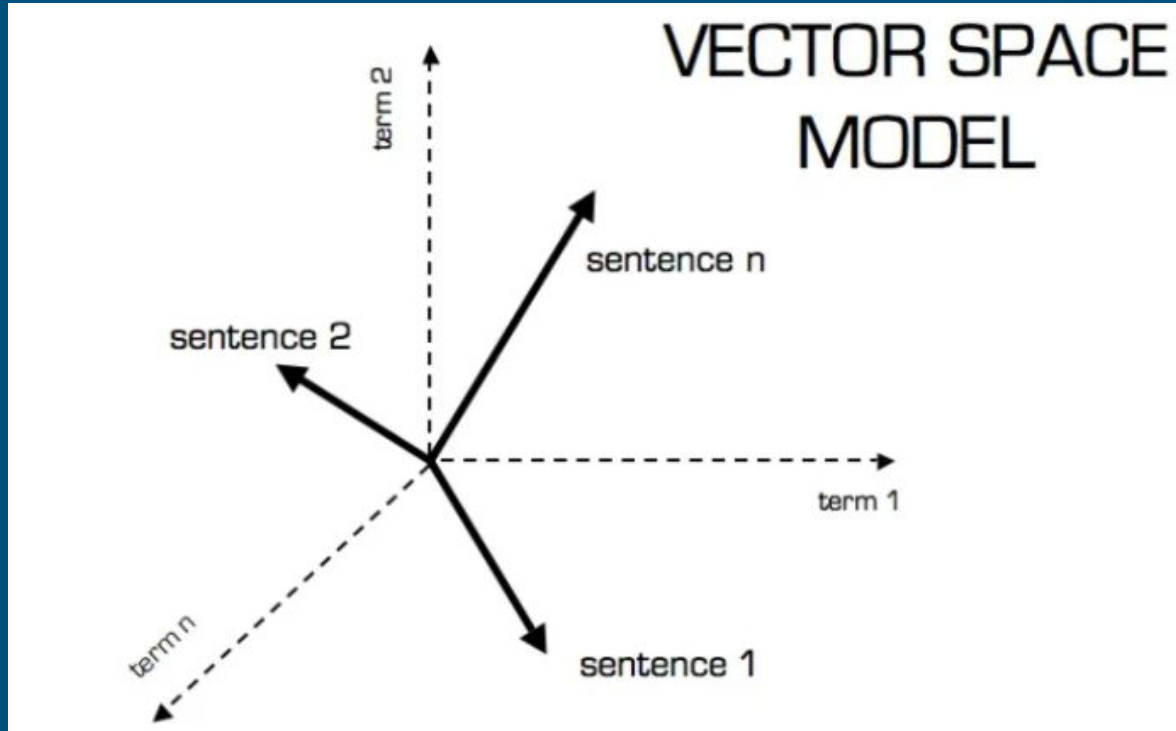 VECTOR SPACE
MODEL
term 2
sentence n
sentence 2
term 1
term n
sentence 1